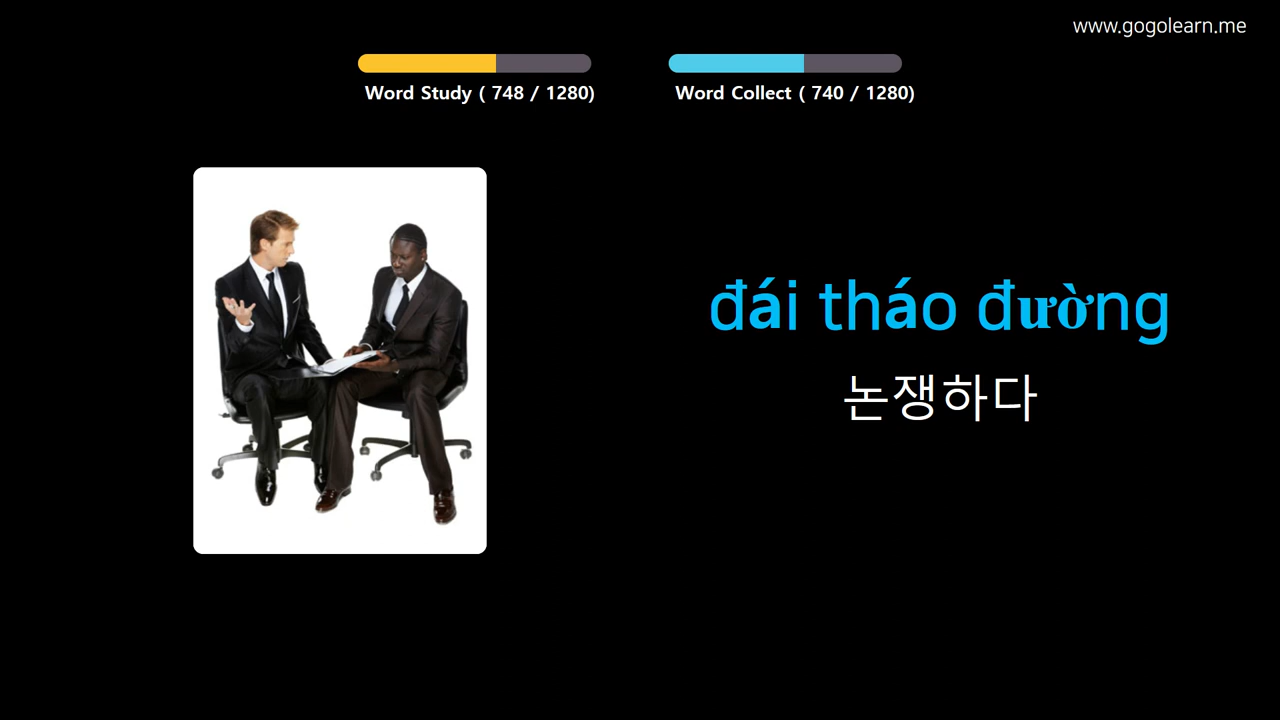 www.gogolearn.me
Word Study ( 748 / 1280)
Word Collect ( 740 / 1280)
đái tháo đường
논쟁하다